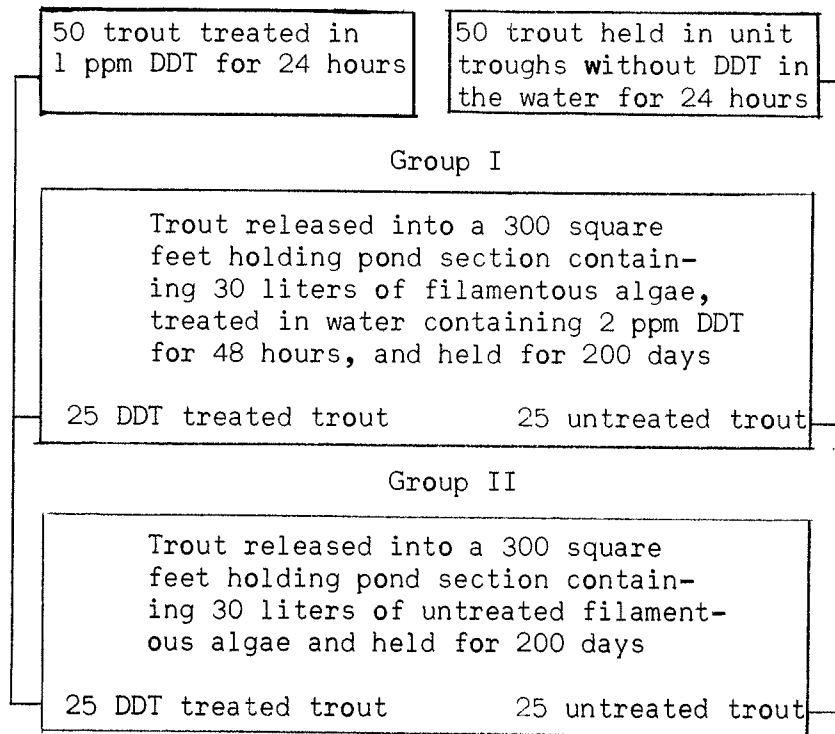 50 trout treated in
1 ppm DDT for 24 hours
50 trout held in unit
troughs without DDT in
the water for 24 hours
Group I
Trout released into a 300 square
feet holding pond section contain-
ing 30 liters of filamentous algae,
treated in water containing 2 ppm DDT
for 48 hours, and held for 200 days
25 DDT treated trout 25 untreated trout
Group II
Trout released into a 300 square
feet holding pond section contain-
ing 30 liters of untreated filament-
ous algae and held for 200 days
25 DDT treated trout 25 untreated trout